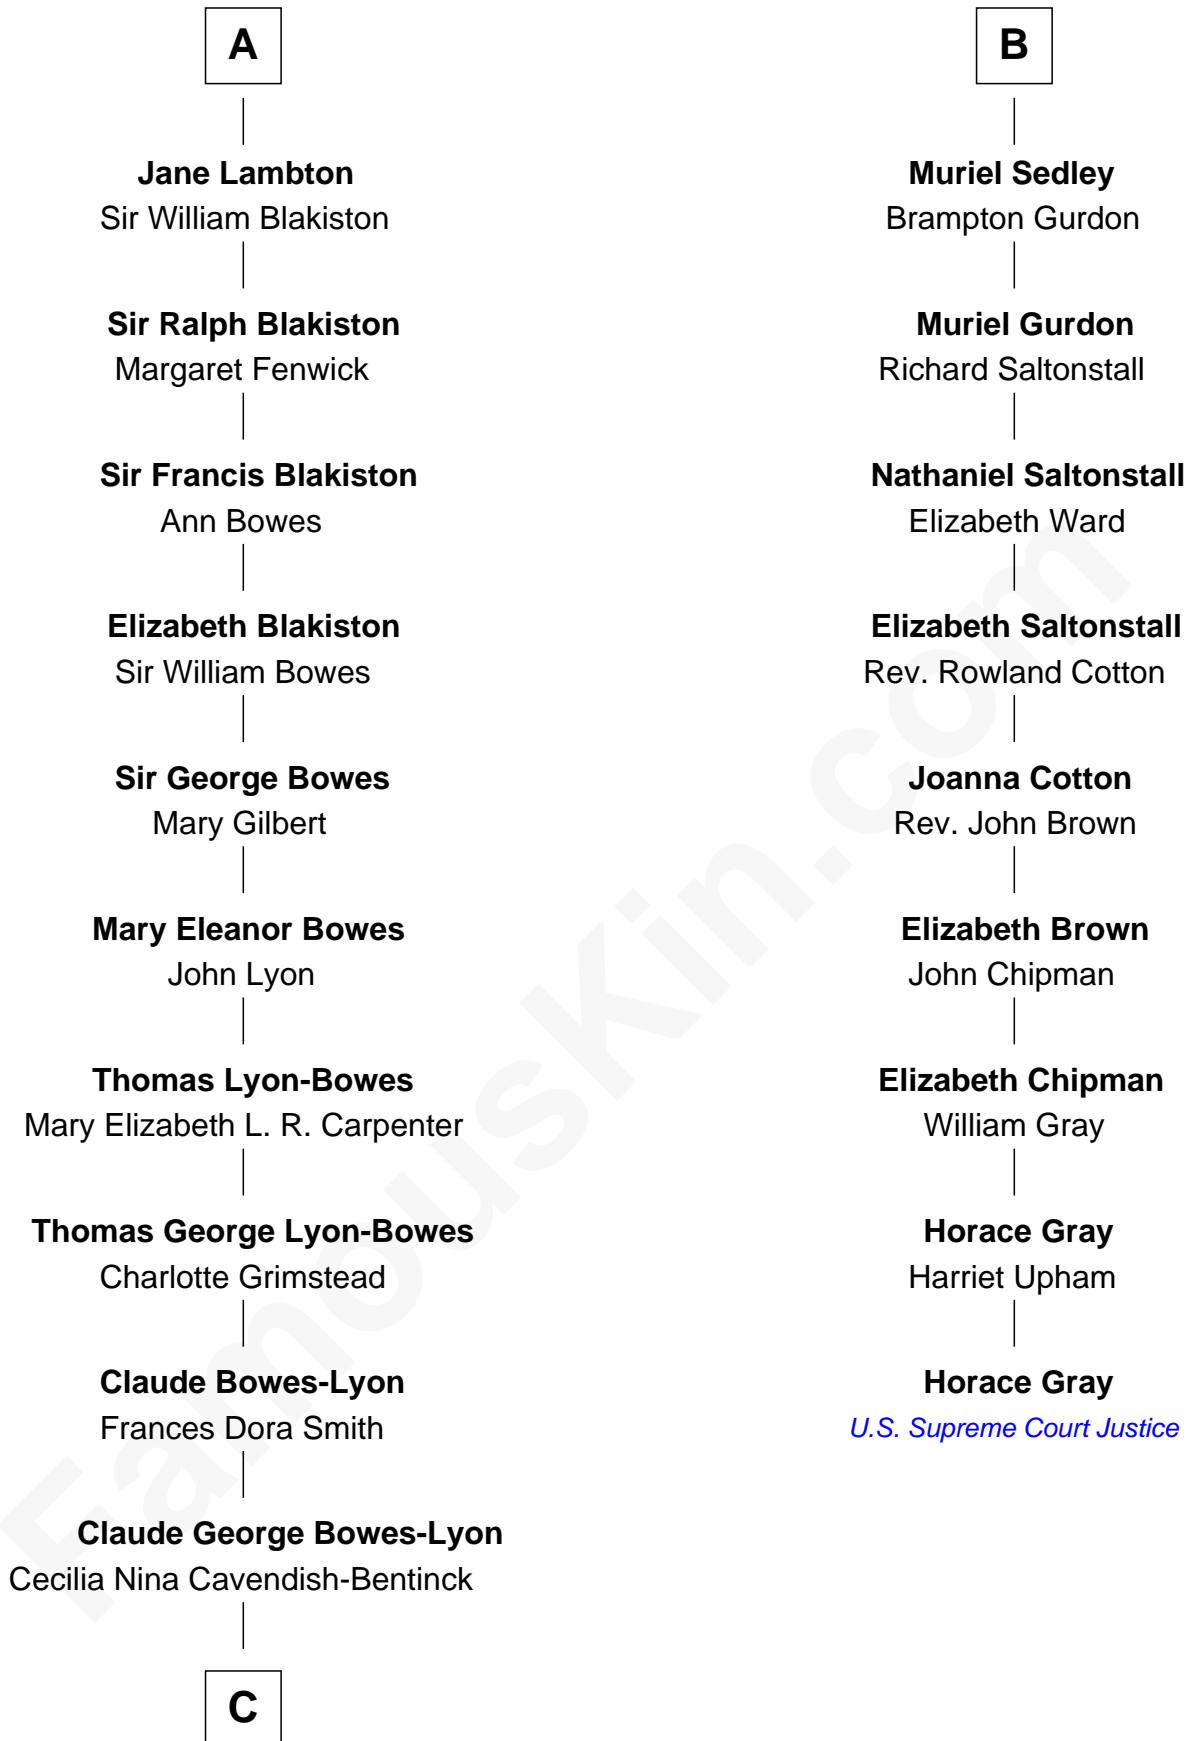 A
Jane Lambton
Sir William Blakiston
Sir Ralph Blakiston
Margaret Fenwick
Sir Francis Blakiston
Ann Bowes
Elizabeth Blakiston
Sir William Bowes
Sir George Bowes
Mary Gilbert
Mary Eleanor Bowes
John Lyon
Thomas Lyon-Bowes
Mary Elizabeth L. R. Carpenter
Thomas George Lyon-Bowes
Charlotte Grimstead
Claude Bowes-Lyon
Frances Dora Smith
Claude George Bowes-Lyon
Cecilia Nina Cavendish-Bentinck
C
B
Muriel Sedley
Brampton Gurdon
Muriel Gurdon
Richard Saltonstall
Nathaniel Saltonstall
Elizabeth Ward
Elizabeth Saltonstall
Rev. Rowland Cotton
Joanna Cotton
Rev. John Brown
Elizabeth Brown
John Chipman
Elizabeth Chipman
William Gray
Horace Gray
Harriet Upham
Horace Gray
U.S. Supreme Court Justice
FamousKin.com